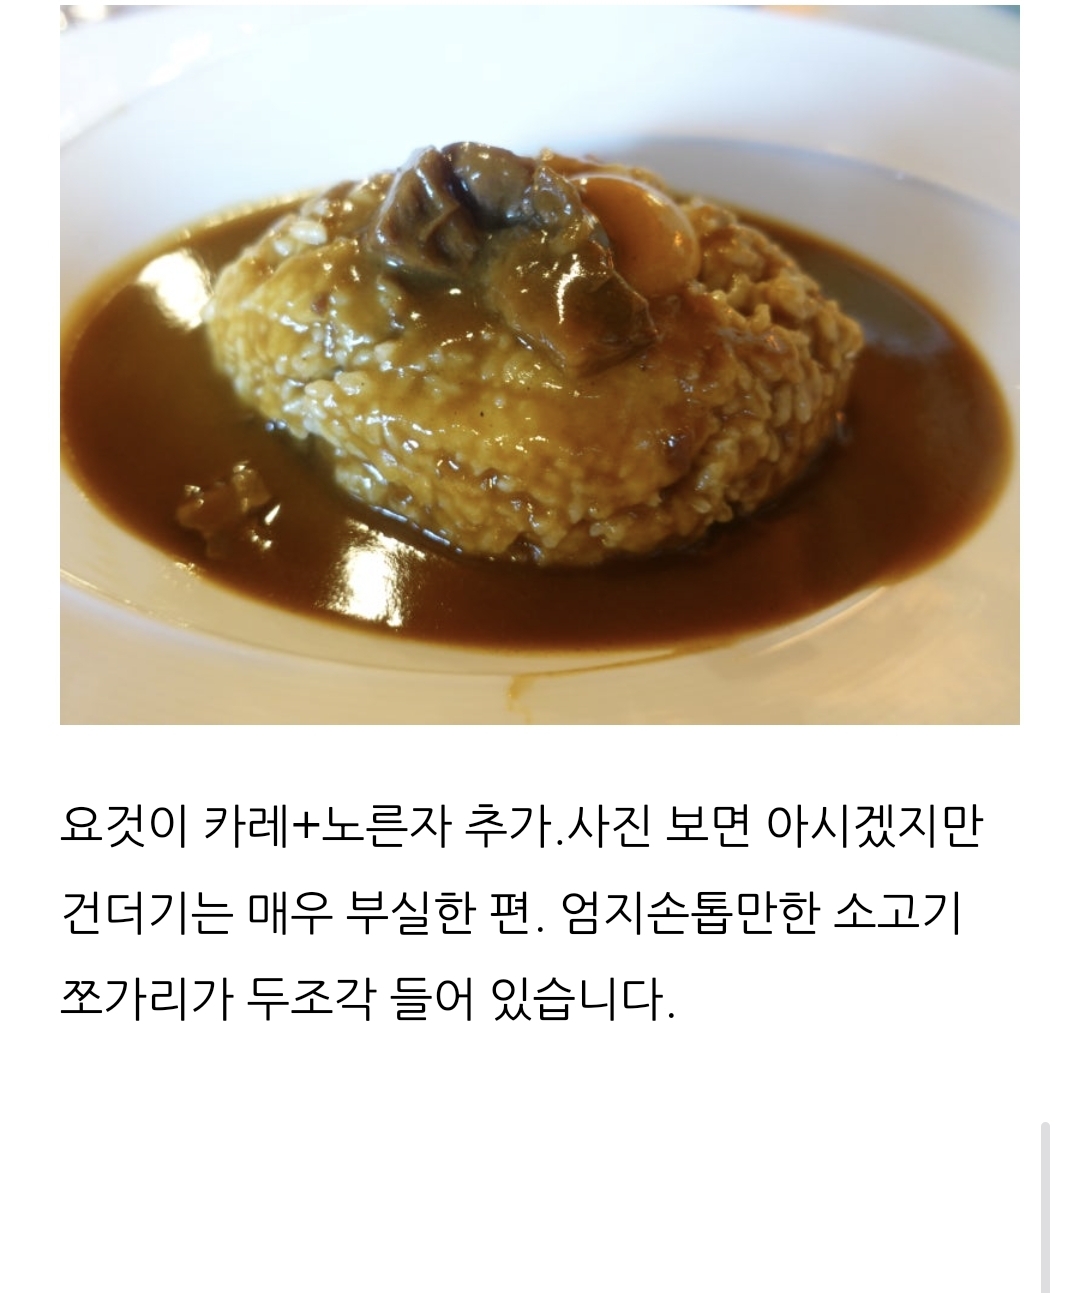 요것이 카레+노른자 추가.사진 보면 아시겠지만
건더기는 매우 부실한 편. 엄지손톱만한 소고기
쪼가리가 두조각 들어 있습니다.